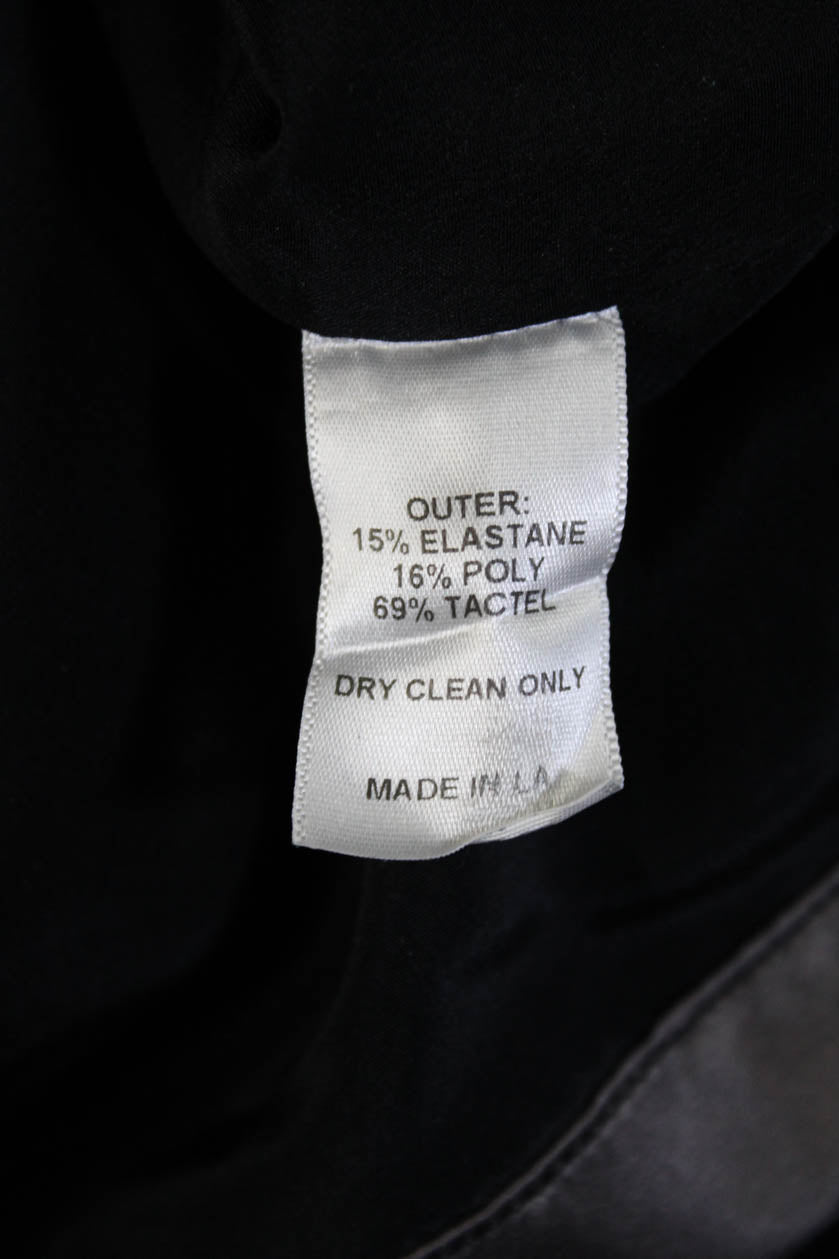 OUTER:
15% ELASTANE
16% POLY
69% TACTEL
DRY CLEAN ONLY
MADE IN LA